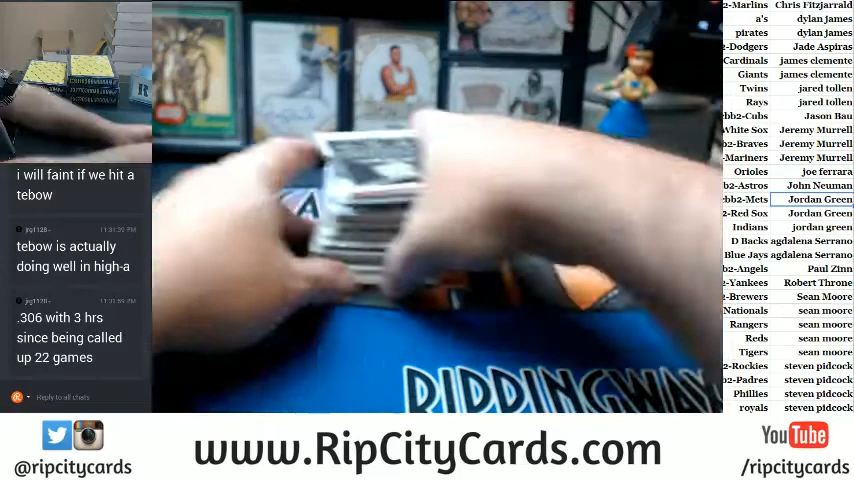 i will faint if we hit a
tebow
jrg1128-
11:31:39 PM
tebow is actually
doing well in high-a
jrg1128-
11:31:59 PM
.306 with 3 hrs
since being called
up 22 games
Reply to all chats
RIPPINGWAX
2-Marlins Chris Fitzjarrald
a's dylan james
pirates dylan james
2-Dodgers Jade Aspiras
Cardinals james clemente
Giants james clemente
Twins jared tollen
Rays jared tollen
bb2-Cubs Jason Bau
White Sox Jeremy Murrell
2-Braves Jeremy Murrell
-Mariners Jeremy Murrell
Orioles joe ferrara
b2-Astros John Neuman
bb2-Mets Jordan Green
2-Red Sox Jordan Green
Indians jordan green
D Backs agdalena Serrano
Blue Jays agdalena Serrano
2-Angels Paul Zinn
-Yankees Robert Throne
2-Brewers Sean Moore
Nationals sean moore
Rangers sean moore
Reds sean moore
Tigers sean moore
2-Rockies steven pidcock
b2-Padres steven pidcock
Phillies steven pidcock
royals steven pidcock
@ripcitycards
www.RipCityCards.com
YouTube
/ripcitycards